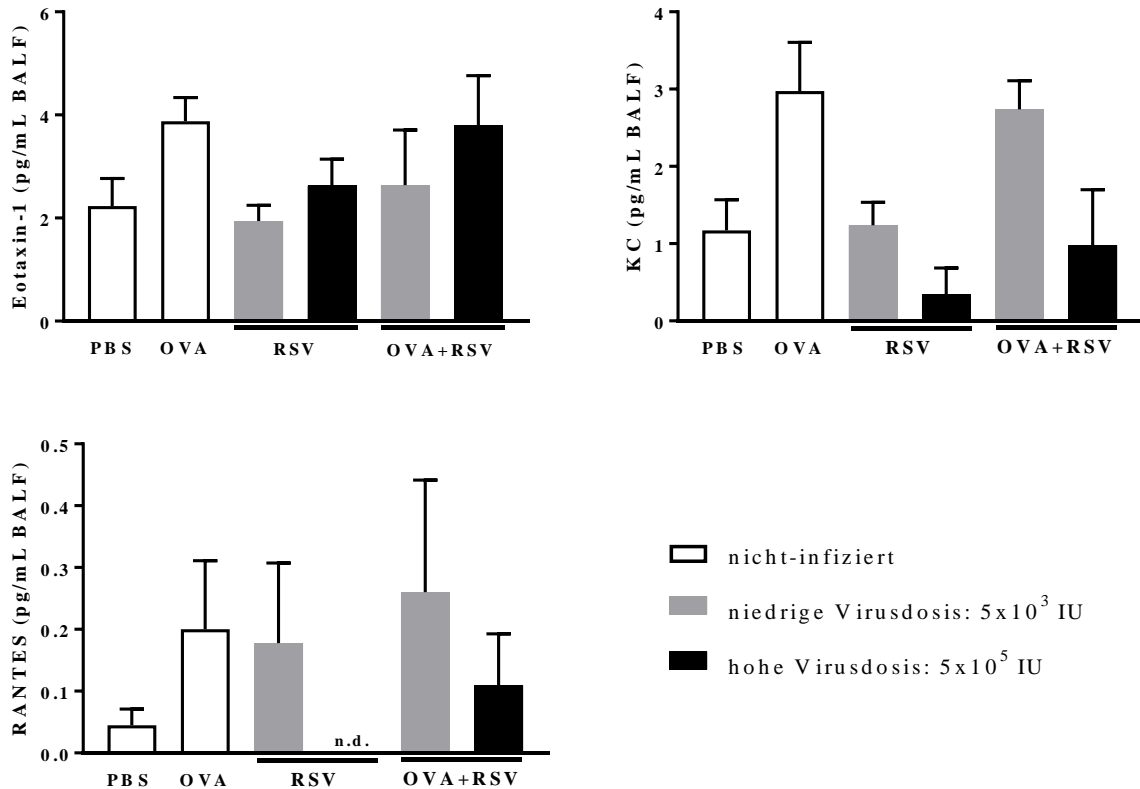 Eotaxin-1 (pg/mL BALF)
6
4
2
0
PBS OVA RSV OVA+RSV
KC (pg/mL BALF)
4
3
2
1
0
PBS OVA RSV OVA+RSV
RANTES (pg/mL BALF)
0.5
0.4
0.3
0.2
0.1
0.0
n.d.
PBS OVA RSV OVA+RSV
nicht-infiziert
niedrige Virusdosis: 5x10³ IU
hohe Virusdosis: 5x10⁵ IU